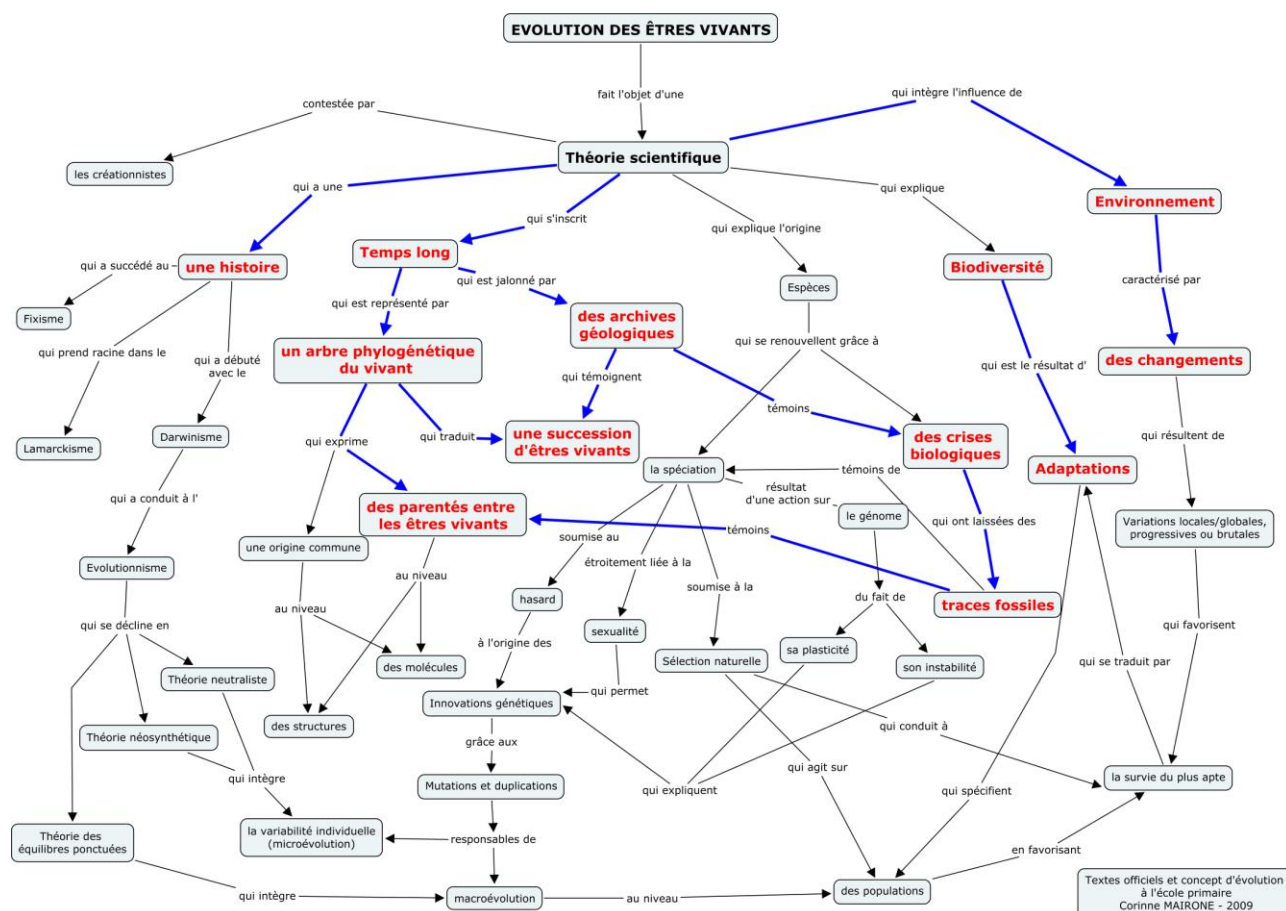 EVOLUTION DES ÊTRES VIVANTS
fait l'objet d'une
qui intègre l'influence de
contestée par
Théorie scientifique
les créationnistes
qui a une
qui s'inscrit
qui explique l'origine
qui explique
Environnement
qui a succédé au
une histoire
Temps long
qui est jalonné par
Espèces
Biodiversité
caractérisé par
Fixisme
qui est représenté par
des archives
géologiques
qui se renouvellent grâce à
qui prend racine dans le
qui a débuté
avec le
un arbre phylogénétique
du vivant
qui témoignent
témoins
qui est le résultat d'
des changements
Lamarckisme
Darwinisme
qui exprime
qui traduit
une succession
d'êtres vivants
des crises
biologiques
qui résultent de
la spéciation
témoins de
Adaptations
qui a conduit à l'
des parentés entre
les êtres vivants
résultat
d'une action sur
le génome
qui ont laissées des
Variations locales/globales,
progressives ou brutales
une origine commune
soumise au
témoins
Evolutionnisme
au niveau
étroitement liée à la
soumise à la
du fait de
traces fossiles
au niveau
hasard
qui se décline en
à l'origine des
sexualité
qui favorisent
Théorie neutraliste
des molécules
Sélection naturelle
sa plasticité
son instabilité
qui se traduit par
qui permet
Innovations génétiques
des structures
Théorie néosynthétique
grâce aux
qui conduit à
qui intègre
Mutations et duplications
qui agit sur
qui expliquent
qui spécifient
la survie du plus apte
Théorie des
équilibres ponctuées
la variabilité individuelle
(microévolution)
responsables de
en favorisant
qui intègre
macroévolution
au niveau
des populations
Textes officiels et concept d'évolution
à l'école primaire
Corinne MAIRONE - 2009